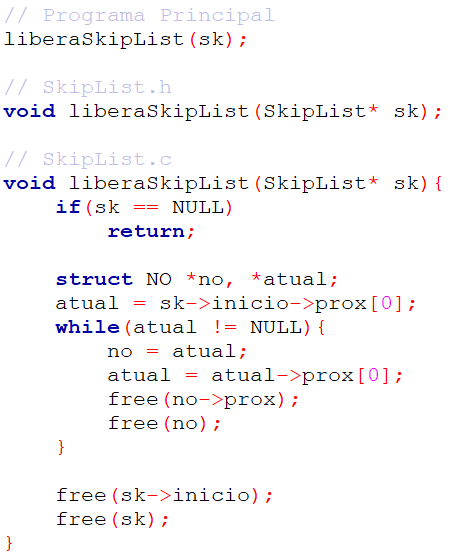 // Programa Principal
liberaSkipList(sk);

// SkipList.h
void liberaSkipList(SkipList* sk);

// SkipList.c
void liberaSkipList(SkipList* sk){
    if(sk == NULL)
        return;

    struct NO *no, *atual;
    atual = sk->inicio->prox[0];
    while(atual != NULL){
        no = atual;
        atual = atual->prox[0];
        free(no->prox);
        free(no);
    }

    free(sk->inicio);
    free(sk);
}